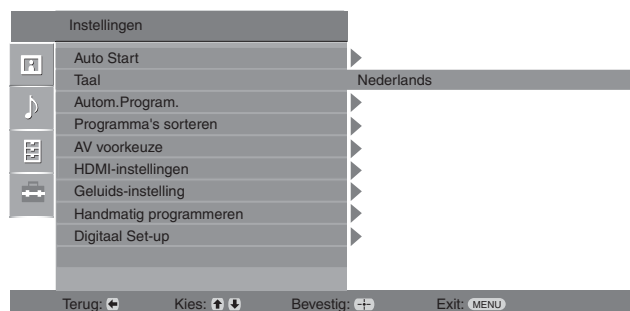 Instellingen
Auto Start
Taal Nederlands
Autom.Program.
Programma's sorteren
AV voorkeuze
HDMI-instellingen
Geluids-instelling
Handmatig programmeren
Digitaal Set-up
Terug: Kies: Bevestig: Exit: MENU